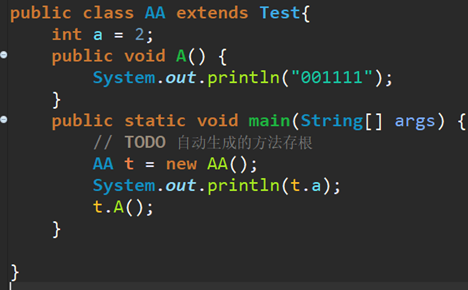 public class AA extends Test{
    int a = 2;
    public void A() {
        System.out.println("001111");
    }
    public static void main(String[] args) {
        // TODO 自动生成的方法存根
        AA t = new AA();
        System.out.println(t.a);
        t.A();
    }

}